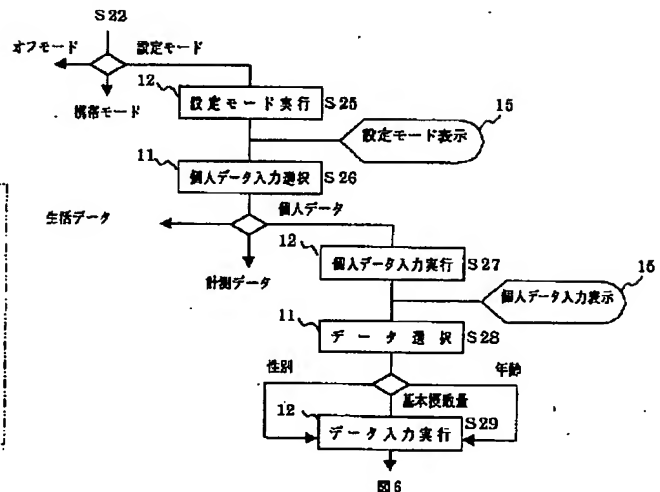 S22
オフモード 設定モード
携帯モード
12 設定モード実行 S25
15
設定モード表示
11 個人データ入力選択 S26
生活データ 個人データ
計測データ
12 個人データ入力実行 S27
15
個人データ入力表示
11 データ選択 S28
性別 年齢
基本摂取量
12 データ入力実行 S29
図6